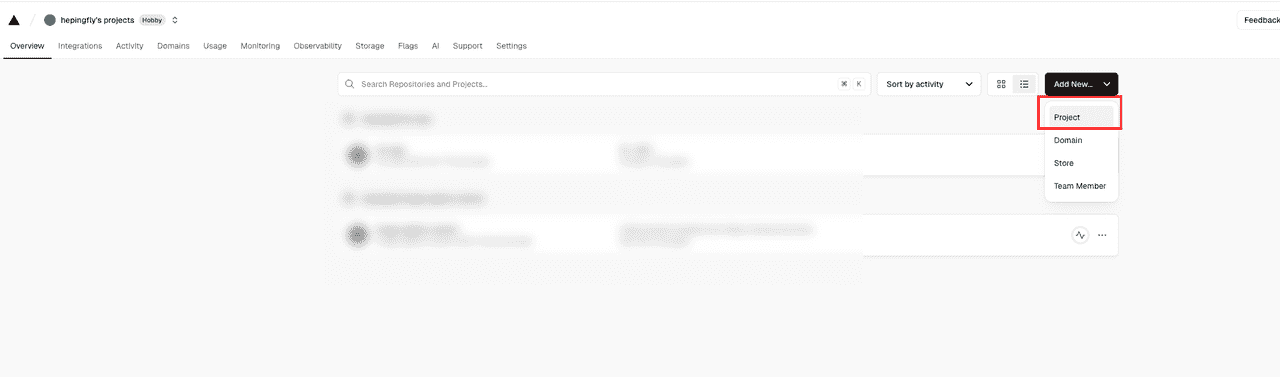 hepingfly's projects Hobby
Feedback
Overview Integrations Activity Domains Usage Monitoring Observability Storage Flags AI Support Settings
Search Repositories and Projects... ⌘ K Sort by activity Add New...
Project
Domain
Store
Team Member